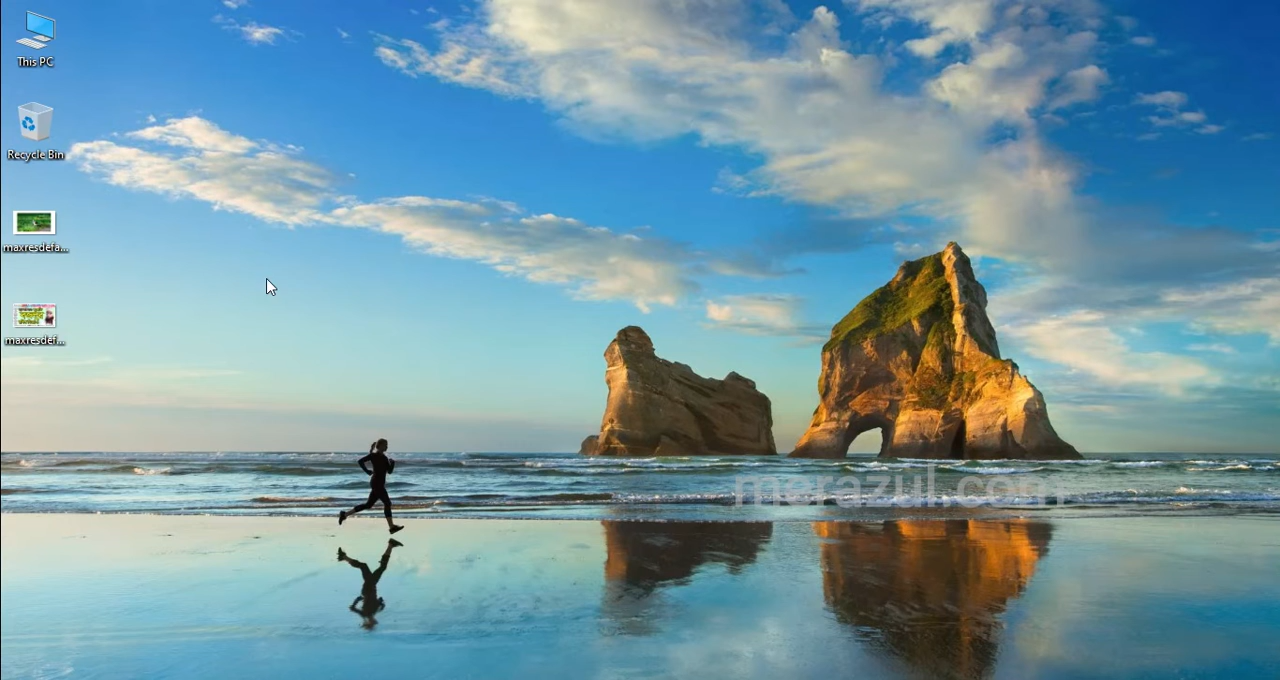 This PC
Recycle Bin
maxresdefa...
maxresdef...
merazul.com